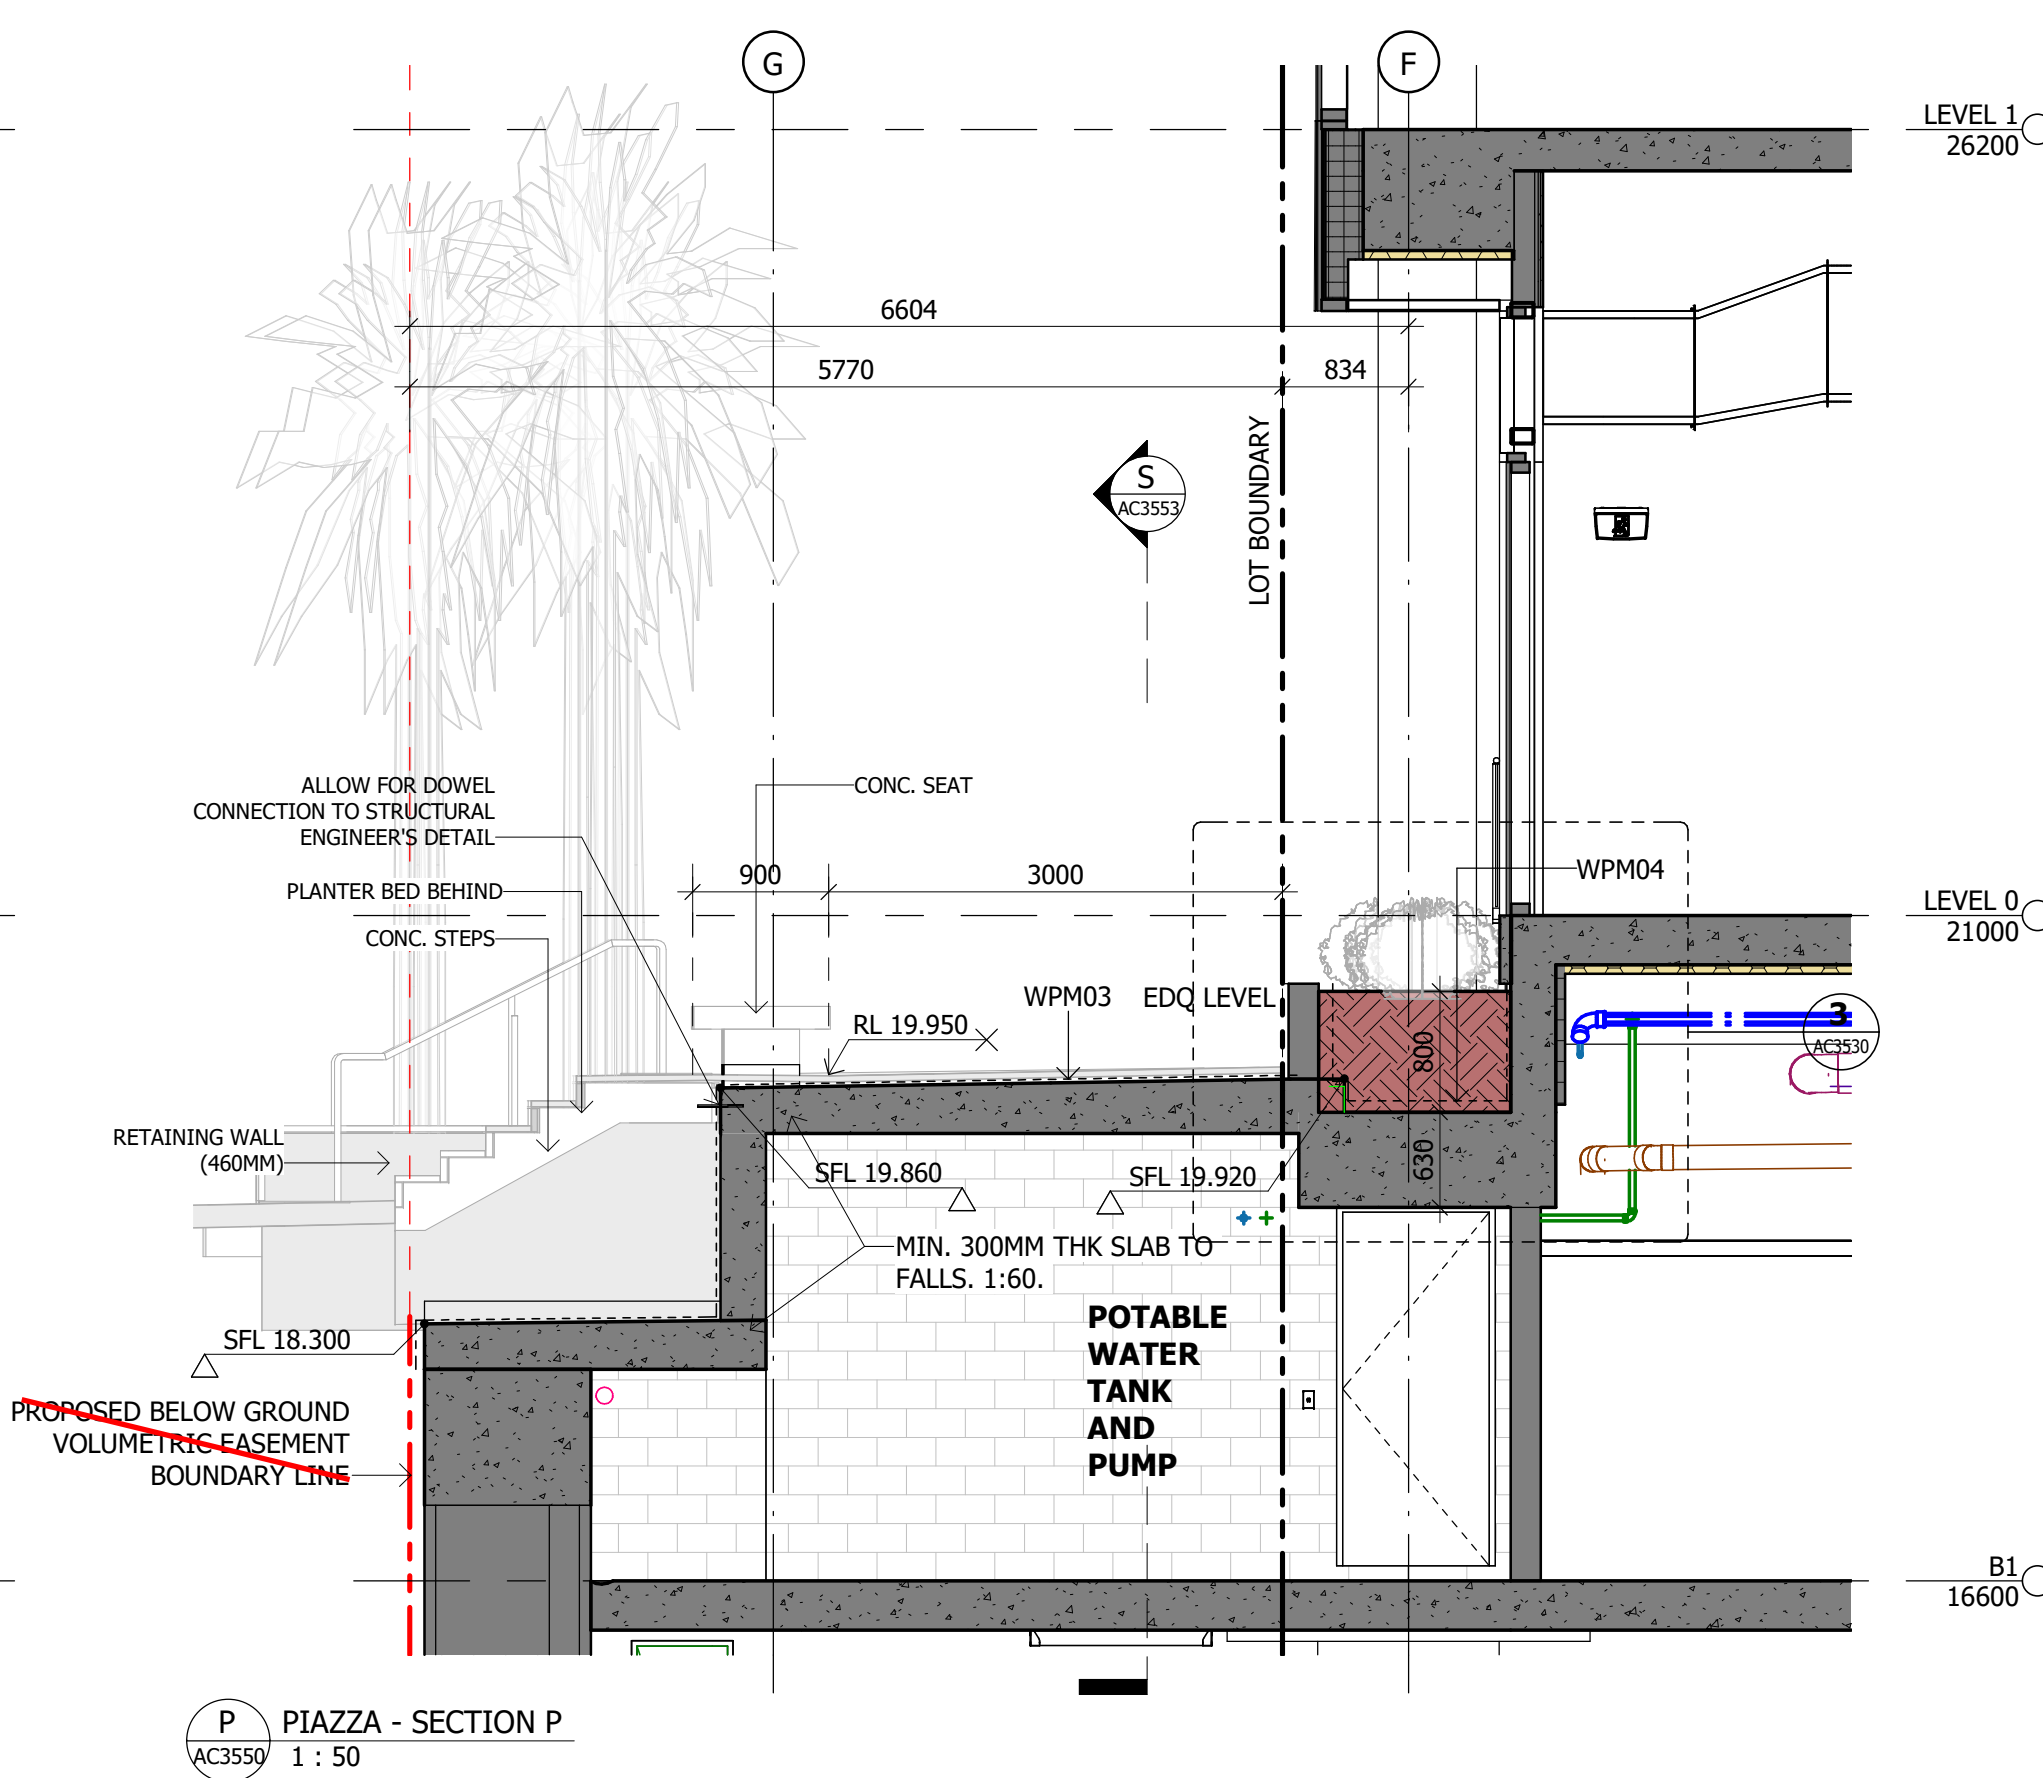 G
F
LEVEL 1
26200
6604
5770
834
LOT BOUNDARY
S
AC3553
ALLOW FOR DOWEL
CONNECTION TO STRUCTURAL
ENGINEER'S DETAIL
CONC. SEAT
PLANTER BED BEHIND
900
3000
WPM04
LEVEL 0
21000
CONC. STEPS
WPM03
EDQ LEVEL
RL 19.950
800
3
AC3530
RETAINING WALL
(460MM)
630
SFL 19.860
SFL 19.920
MIN. 300MM THK SLAB TO
FALLS. 1:60.
POTABLE
WATER
TANK
AND
PUMP
SFL 18.300
PROPOSED BELOW GROUND
VOLUMETRIC EASEMENT
BOUNDARY LINE
B1
16600
P
AC3550
PIAZZA - SECTION P
1 : 50